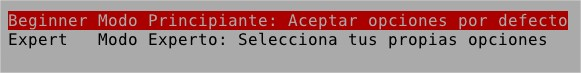 Beginner Modo Principiante: Aceptar opciones por defecto
Expert   Modo Experto: Selecciona tus propias opciones